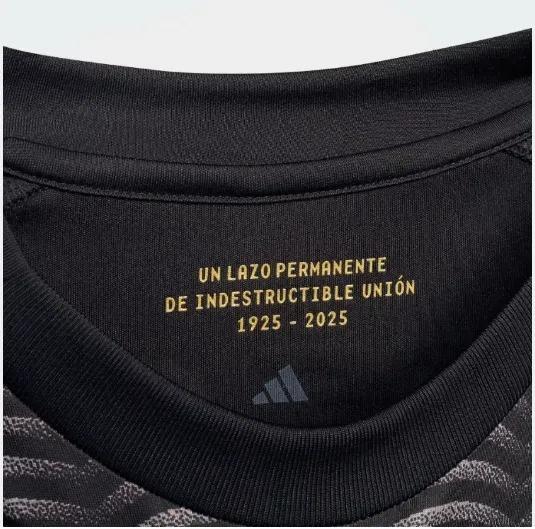 UN LAZO PERMANENTE
DE INDESTRUCTIBLE UNIÓN
1925 - 2025